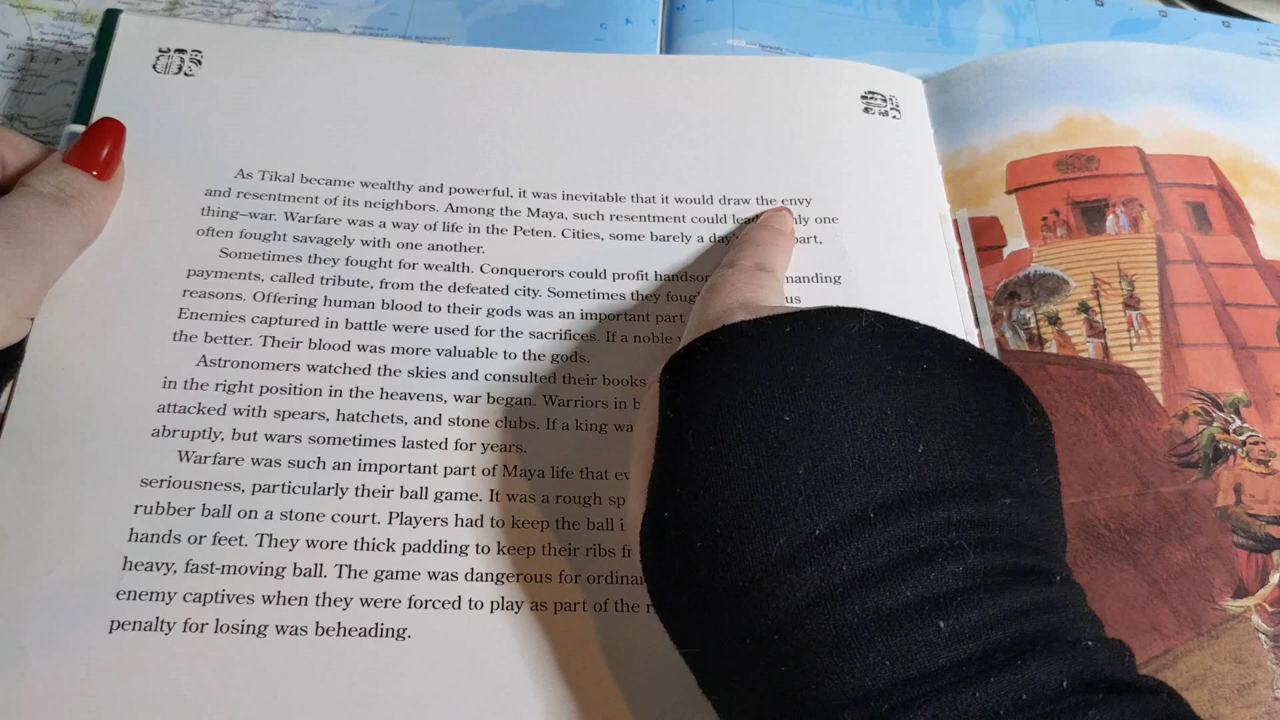 As Tikal became wealthy and powerful, it was inevitable that it would draw the envy
and resentment of its neighbors. Among the Maya, such resentment could lead only one
thing–war. Warfare was a way of life in the Peten. Cities, some barely a day's part,
often fought savagely with one another.
Sometimes they fought for wealth. Conquerors could profit manding
payments, called tribute, from the defeated city. Sometimes they us
reasons. Offering human blood to their gods was an important part
Enemies captured in battle were used for the sacrifices. If a noble
the better. Their blood was more valuable to the gods.
Astronomers watched the skies and consulted their books
in the right position in the heavens, war began. Warriors in b
attacked with spears, hatchets, and stone clubs. If a king wa
abruptly, but wars sometimes lasted for years.
Warfare was such an important part of Maya life that ev
seriousness, particularly their ball game. It was a rough sp
rubber ball on a stone court. Players had to keep the ball i
hands or feet. They wore thick padding to keep their ribs fr
heavy, fast-moving ball. The game was dangerous for ordinar
enemy captives when they were forced to play as part of the r
penalty for losing was beheading.